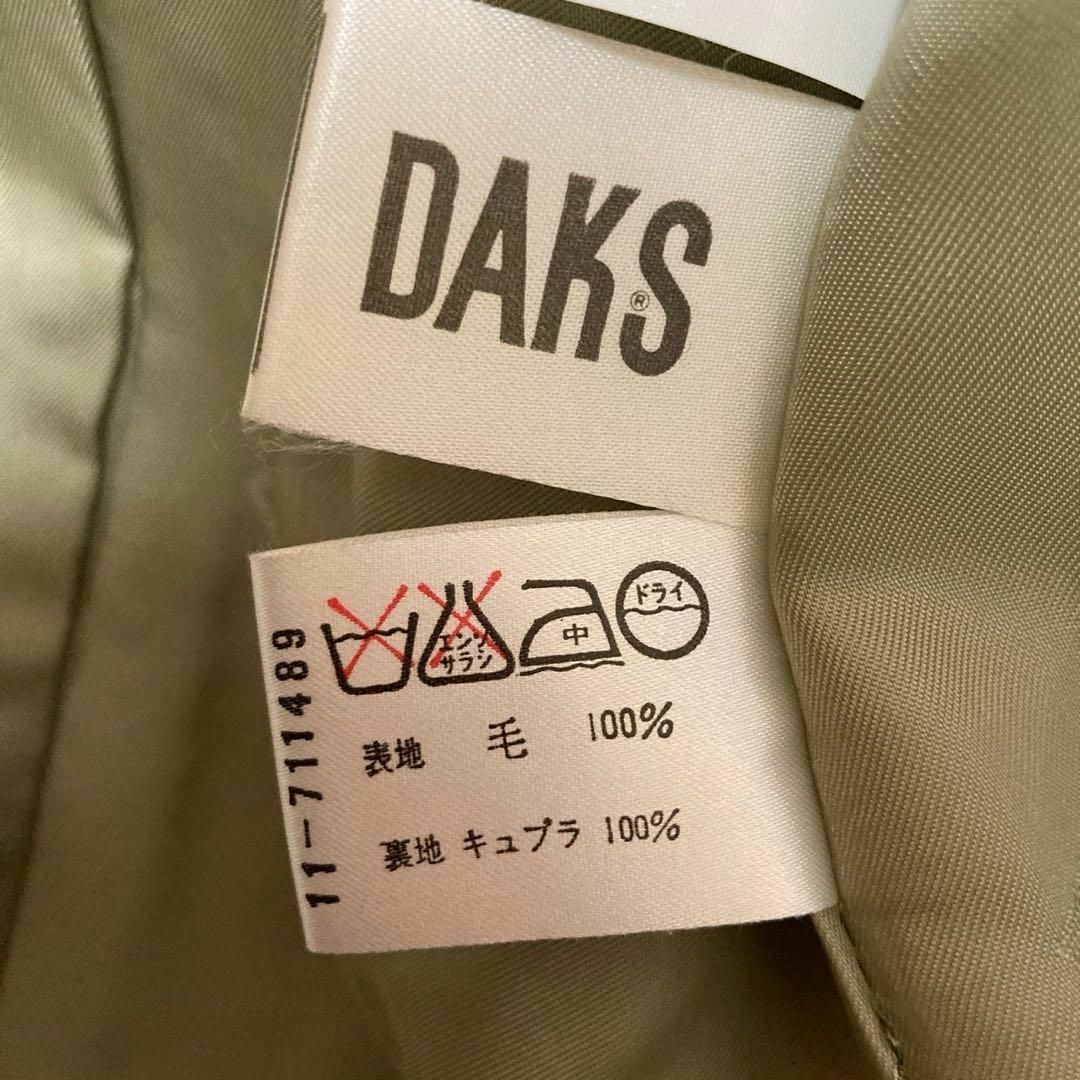 DAKS®
エンソサラシ
中
ドライ
表地 毛 100%
裏地 キュプラ 100%
11-711489